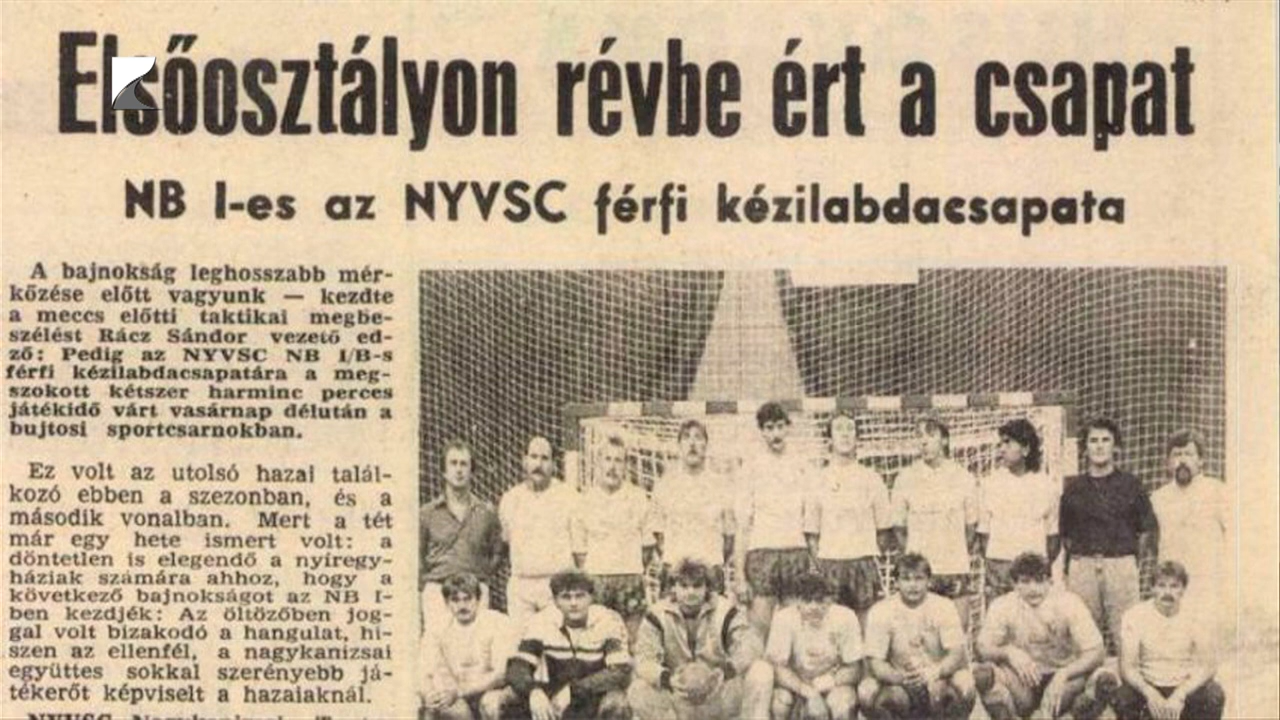 Elsőosztályon révbe ért a csapat
NB I-es az NYVSC férfi kézilabdacsapata
A bajnokság leghosszabb mér-
kőzése előtt vagyunk — kezdte
a meccs előtti taktikai megbe-
szélést Rácz Sándor vezető ed-
ző: Pedig az NYVSC NB I/B-s
férfi kézilabdacsapatára a meg-
szokott kétszer harminc perces
játékidő várt vasárnap délután a
bujtosi sportcsarnokban.
Ez volt az utolsó hazai talál-
kozó ebben a szezonban, és a
második vonalban. Mert a tét
már egy hete ismert volt: a
döntetlen is elegendő a nyíregy-
háziak számára ahhoz, hogy a
következő bajnokságot az NB I-
ben kezdjék: Az öltözőben jog-
gal volt bizakodó a hangulat, hi-
szen az ellenfél, a nagykanizsai
együttes sokkal szerényebb já-
tékerőt képviselt a hazaiaknál.